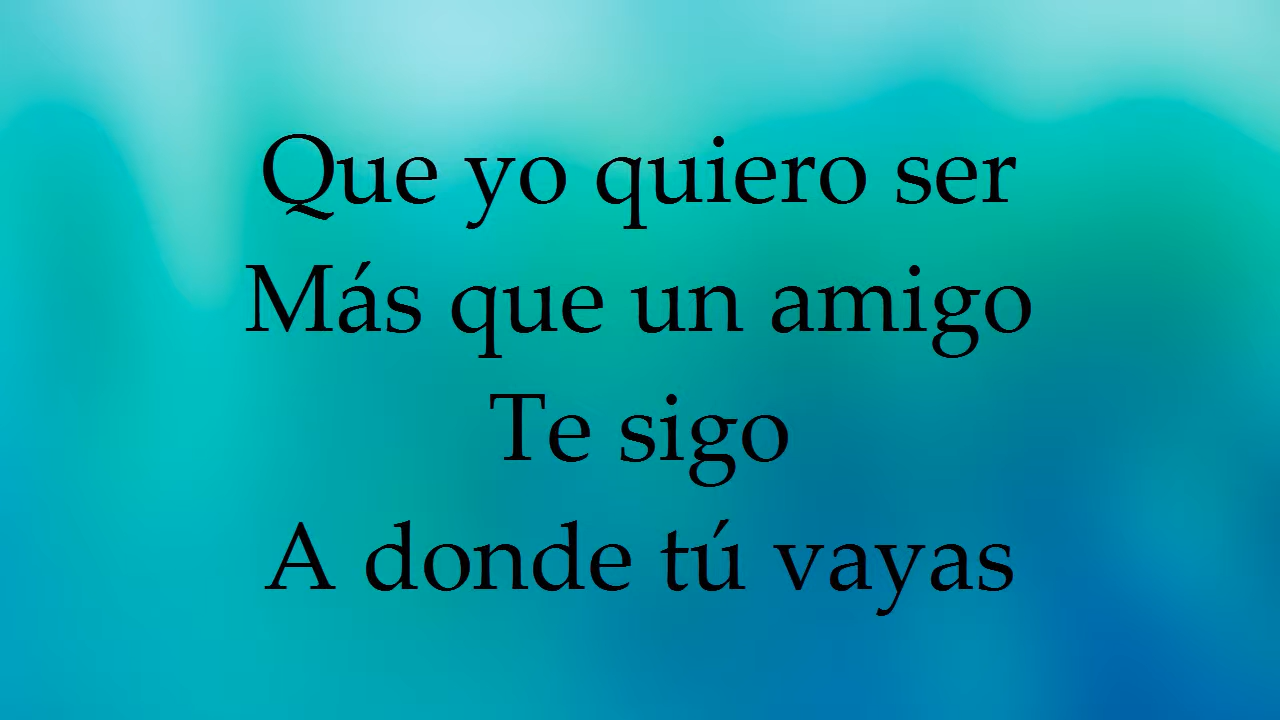 Que yo quiero ser
Más que un amigo
Te sigo
A donde tú vayas